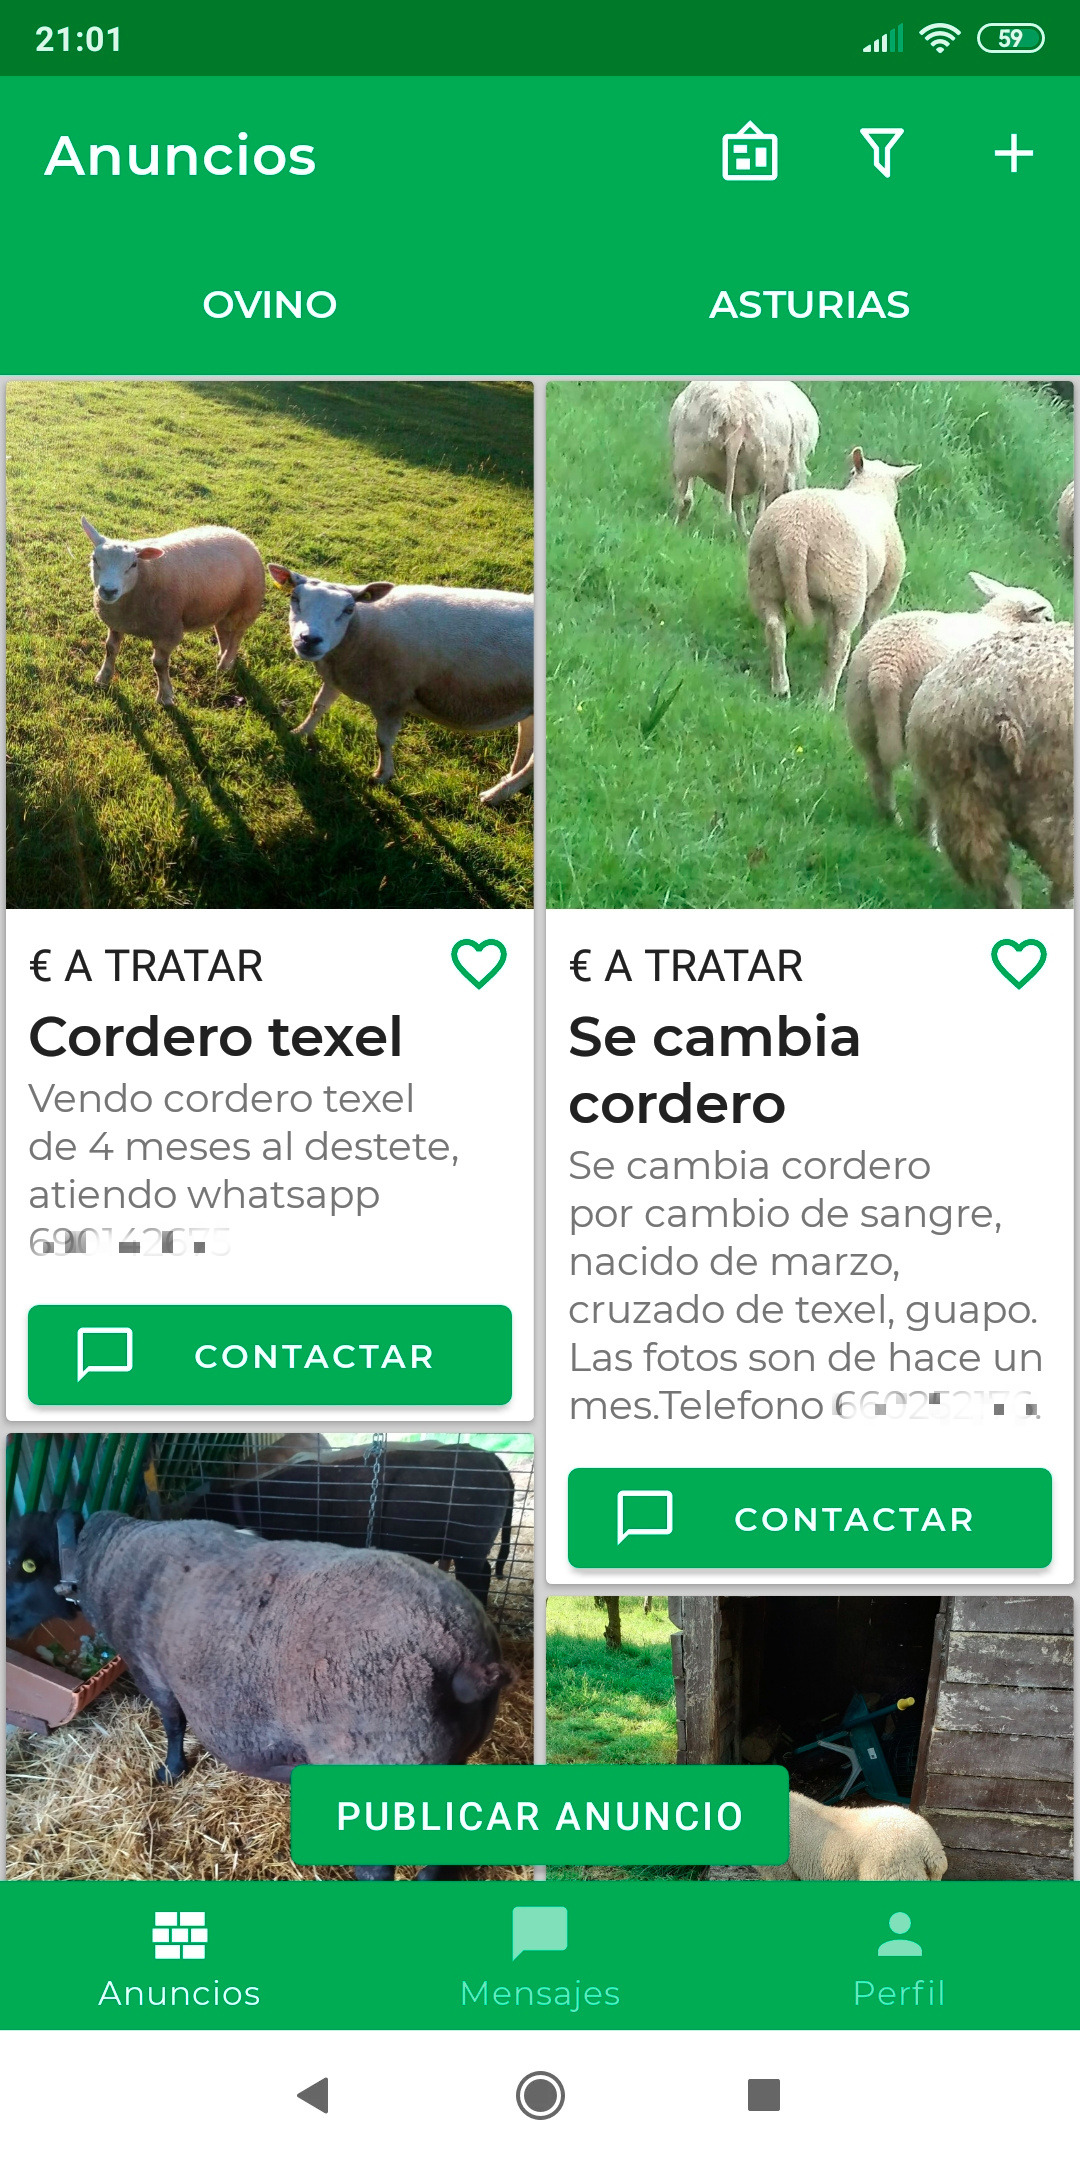 21:01
59
Anuncios
OVINO
ASTURIAS
€ A TRATAR
Cordero texel
Vendo cordero texel
de 4 meses al destete,
atiendo whatsapp
CONTACTAR
€ A TRATAR
Se cambia
cordero
Se cambia cordero
por cambio de sangre,
nacido de marzo,
cruzado de texel, guapo.
Las fotos son de hace un
mes.Telefono
CONTACTAR
PUBLICAR ANUNCIO
Anuncios
Mensajes
Perfil